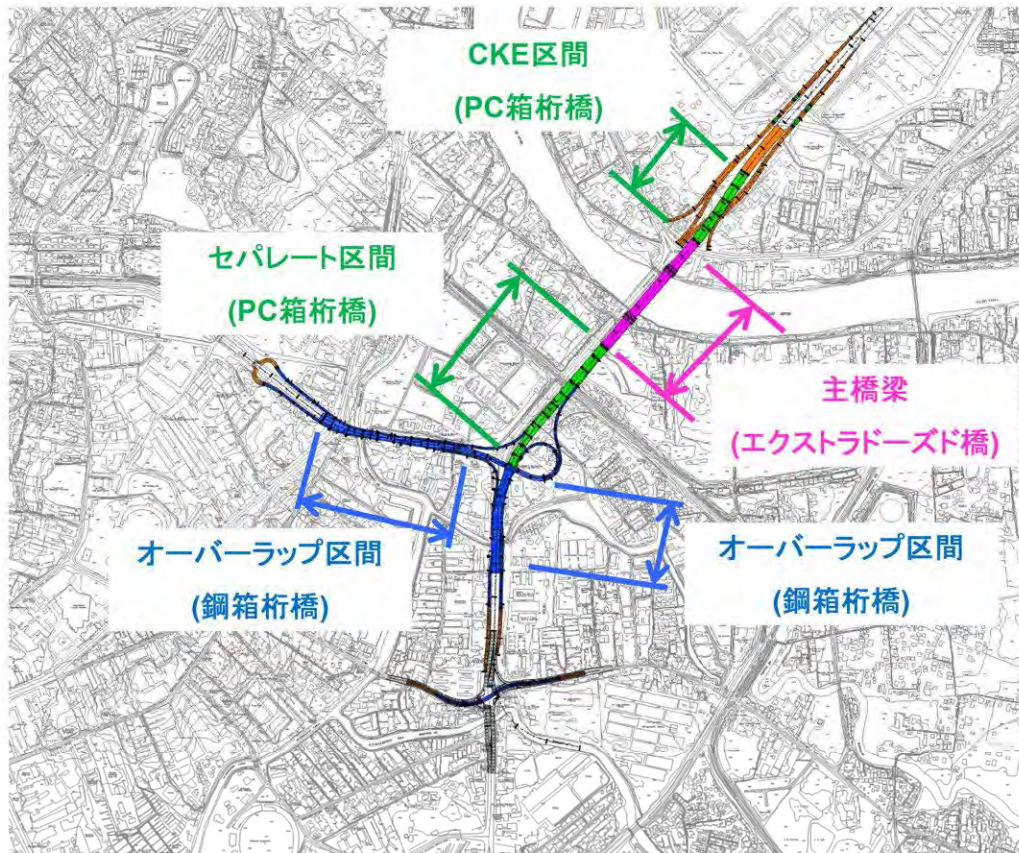 CKE区間
(PC箱桁橋)
セパレート区間
(PC箱桁橋)
主橋梁
(エクストラドーズド橋)
オーバーラップ区間
(鋼箱桁橋)
オーバーラップ区間
(鋼箱桁橋)